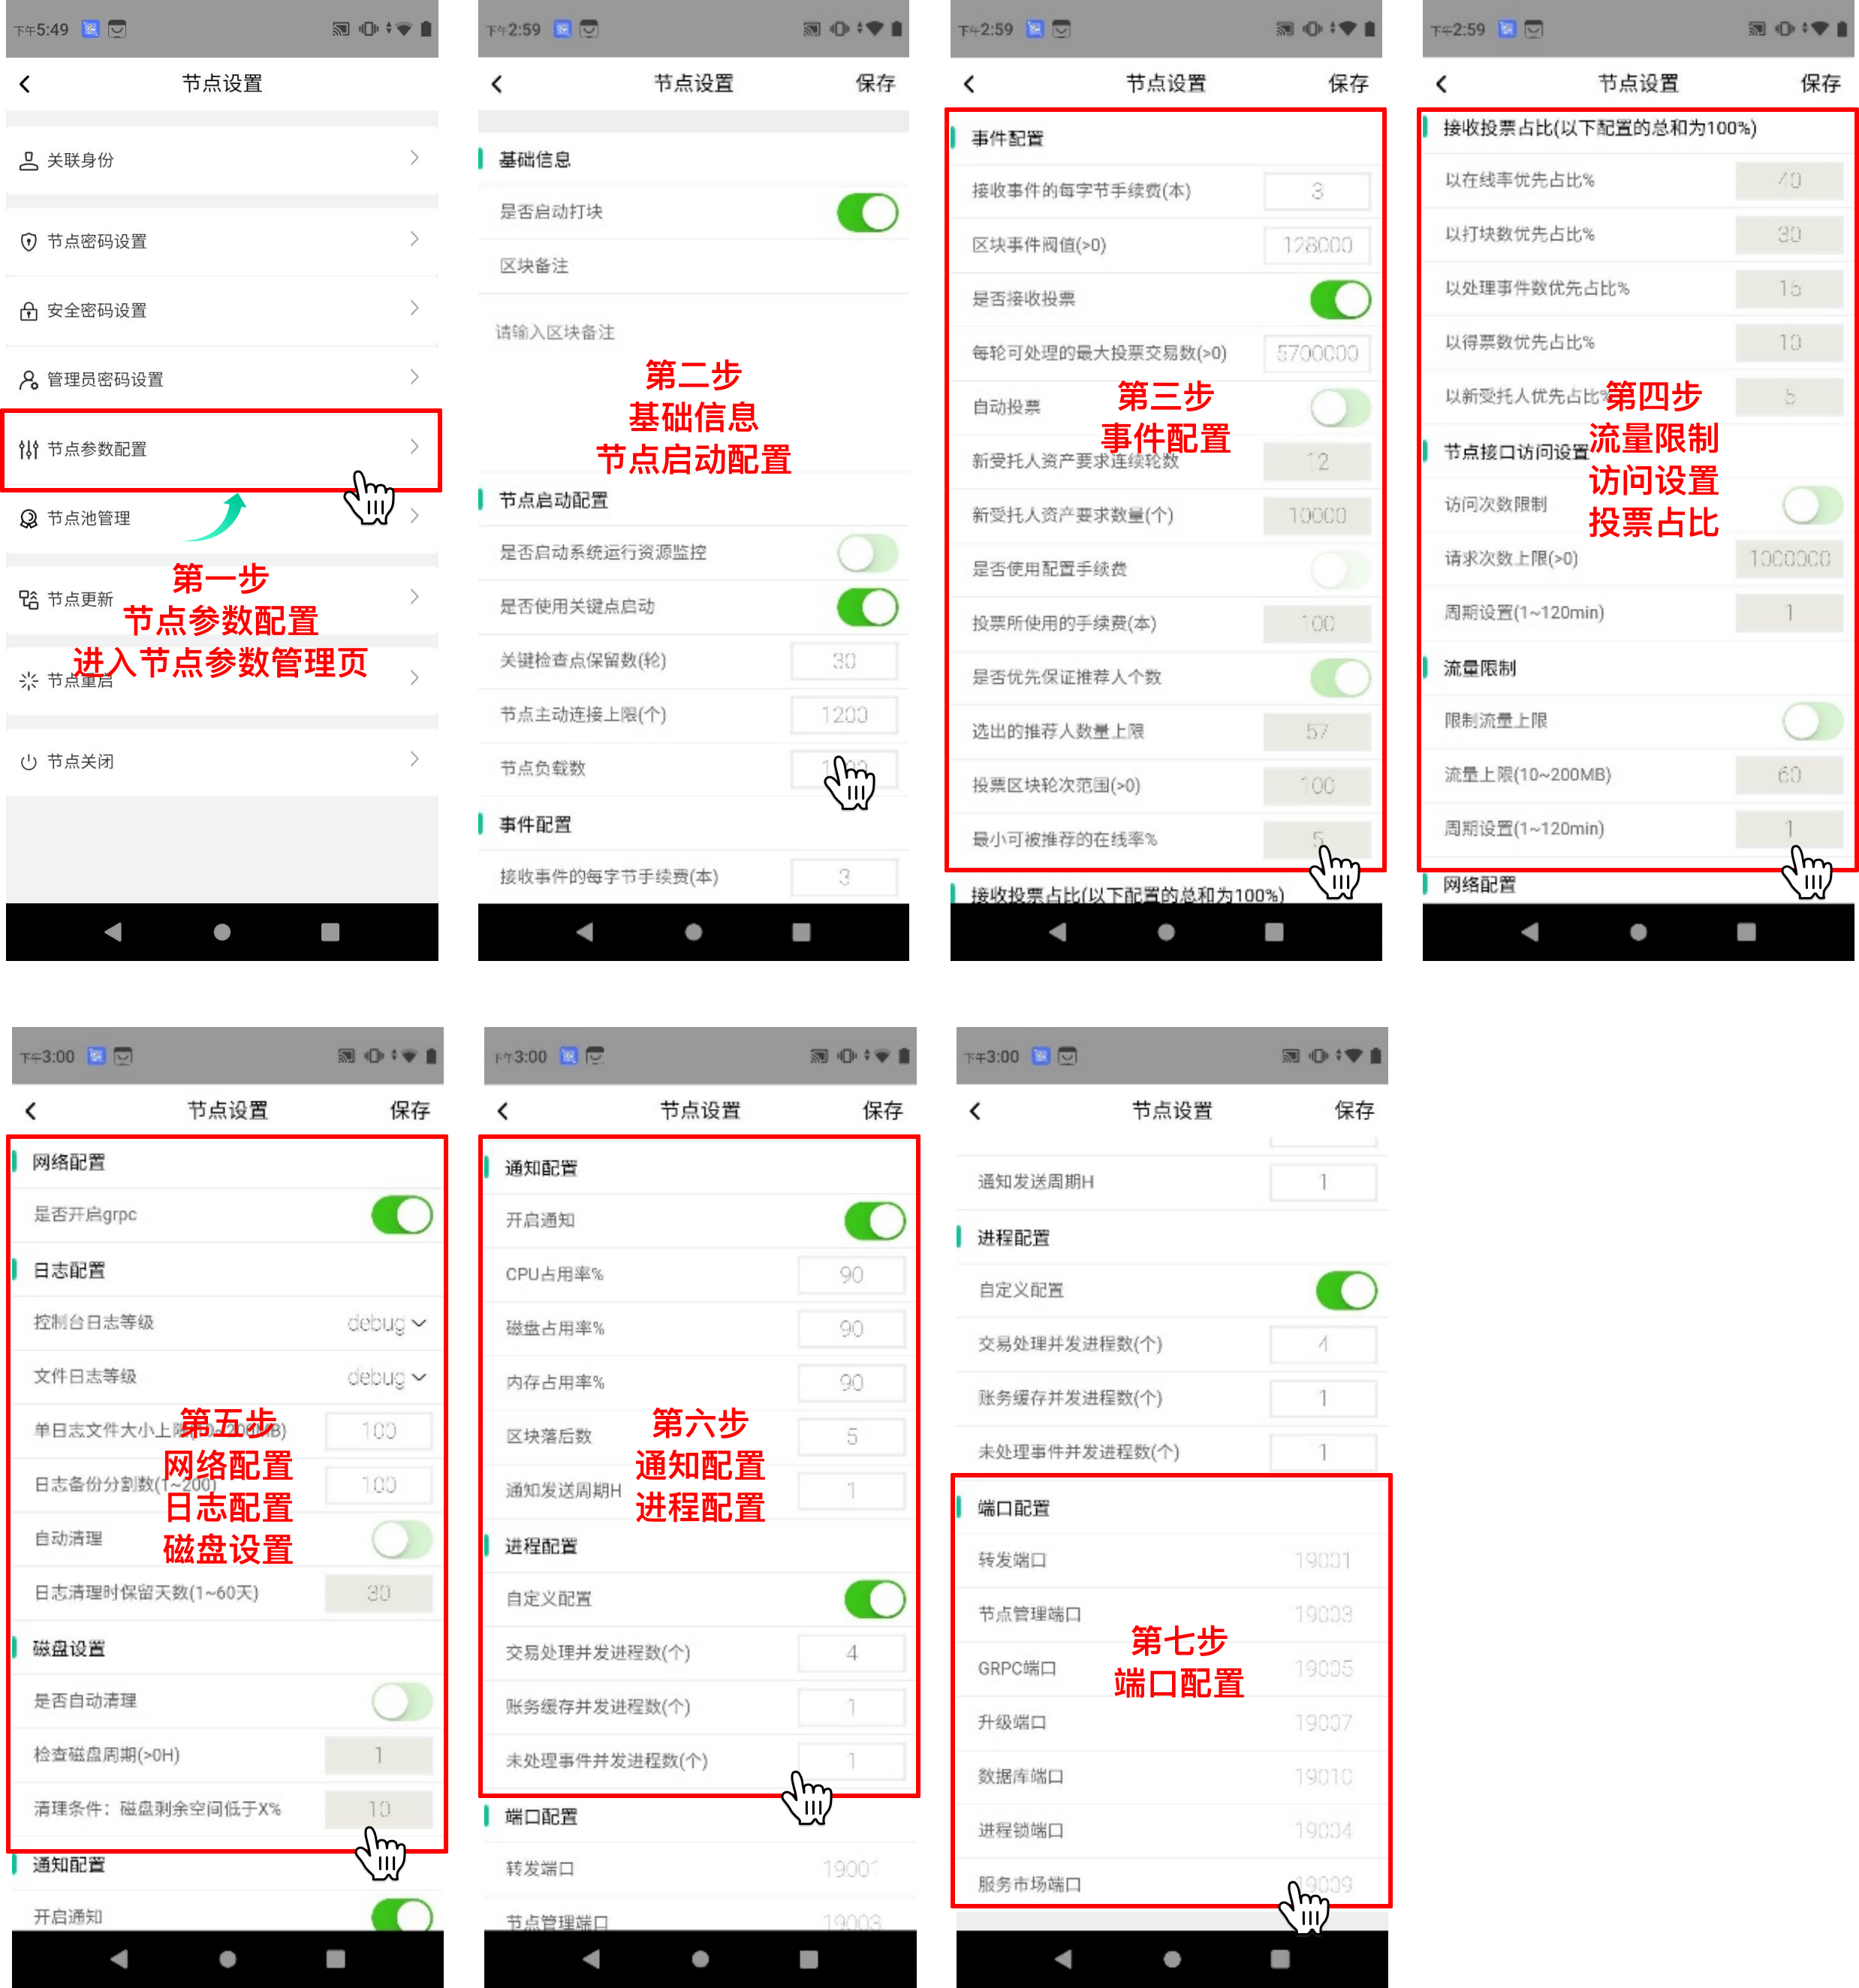 下午5:49
节点设置
关联身份
节点密码设置
安全密码设置
管理员密码设置
节点参数配置
节点池管理
第一步
节点更新
节点参数配置
进入节点参数管理页
节点重启
节点关闭
下午2:59
节点设置 保存
基础信息
是否启动打块
区块备注
请输入区块备注
第二步
基础信息
节点启动配置
节点启动配置
是否启动系统运行资源监控
是否使用关键点启动
关键检查点保留数(轮) 30
节点主动连接上限(个) 1200
节点负载数
事件配置
接收事件的每字节手续费(本) 3
下午2:59
节点设置 保存
事件配置
接收事件的每字节手续费(本) 3
区块事件阀值(>0) 128000
是否接收投票
每轮可处理的最大投票交易数(>0) 5700000
第三步
自动投票
事件配置
新受托人资产要求连续轮数 12
新受托人资产要求数量(个) 10000
是否使用配置手续费
投票所使用的手续费(本) 100
是否优先保证推荐人个数
选出的推荐人数量上限 57
投票区块轮次范围(>0) 100
最小可被推荐的在线率% 5
接收投票占比(以下配置的总和为100%)
下午2:59
节点设置 保存
接收投票占比(以下配置的总和为100%)
以在线率优先占比% 40
以打块数优先占比% 30
以处理事件数优先占比% 15
以得票数优先占比% 10
以新受托人优先占比% 5
第四步
流量限制
节点接口访问设置
访问设置
访问次数限制
投票占比
请求次数上限(>0) 1000000
周期设置(1~120min) 1
流量限制
限制流量上限
流量上限(10~200MB) 60
周期设置(1~120min) 1
网络配置
下午3:00
节点设置 保存
网络配置
是否开启grpc
日志配置
控制台日志等级 debug
文件日志等级 debug
第五步
单日志文件大小上限(10~200MB) 100
网络配置
日志备份分割数(1~200) 100
日志配置
自动清理
磁盘设置
日志清理时保留天数(1~60天) 30
磁盘设置
是否自动清理
检查磁盘周期(>0H) 1
清理条件：磁盘剩余空间低于X% 10
通知配置
开启通知
下午3:00
节点设置 保存
通知配置
开启通知
CPU占用率% 90
磁盘占用率% 90
内存占用率% 90
第六步
区块落后数 5
通知配置
通知发送周期H 1
进程配置
进程配置
自定义配置
交易处理并发进程数(个) 4
账务缓存并发进程数(个) 1
未处理事件并发进程数(个) 1
端口配置
转发端口 19001
节点管理端口 19003
下午3:00
节点设置 保存
通知发送周期H 1
进程配置
自定义配置
交易处理并发进程数(个) 4
账务缓存并发进程数(个) 1
未处理事件并发进程数(个) 1
端口配置
转发端口 19001
节点管理端口 19003
第七步
GRPC端口 19005
端口配置
升级端口 19007
数据库端口 19010
进程锁端口 19004
服务市场端口 19009